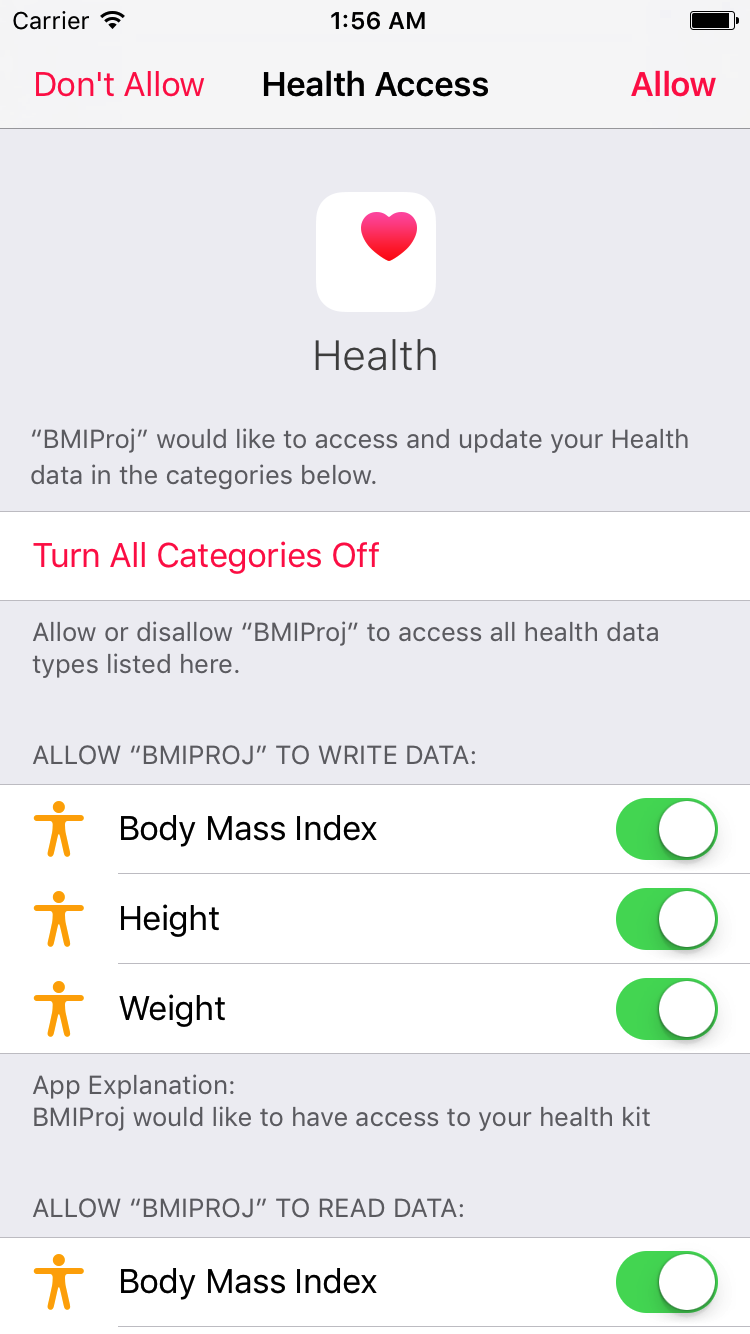 Carrier 1:56 AM
Don't Allow Health Access Allow
Health
“BMIProj” would like to access and update your Health
data in the categories below.
Turn All Categories Off
Allow or disallow “BMIProj” to access all health data
types listed here.
ALLOW “BMIPROJ” TO WRITE DATA:
Body Mass Index
Height
Weight
App Explanation:
BMIProj would like to have access to your health kit
ALLOW “BMIPROJ” TO READ DATA:
Body Mass Index